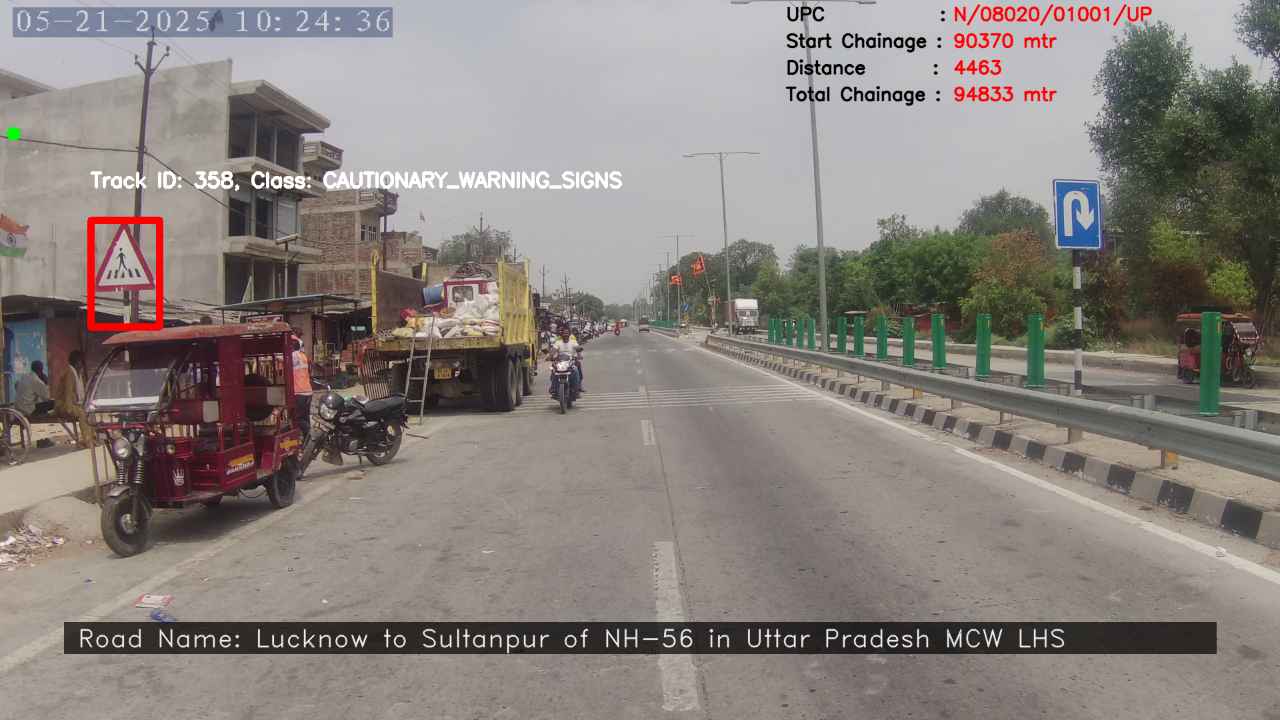 05-21-2025 10:24:36
UPC : N/08020/01001/UP
Start Chainage : 90370 mtr
Distance : 4463
Total Chainage : 94833 mtr
Track ID: 358, Class: CAUTIONARY_WARNING_SIGNS
Road Name: Lucknow to Sultanpur of NH-56 in Uttar Pradesh MCW LHS